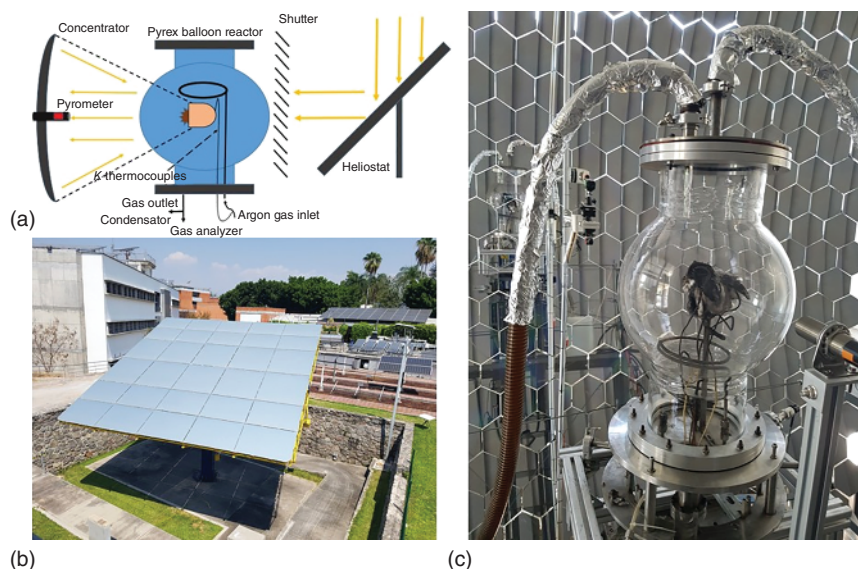 Concentrator
Pyrex balloon reactor
Shutter
Pyrometer
K-thermocouples
Heliostat
Gas outlet
Condensator
Argon gas inlet
Gas analyzer
(a)
(b)
(c)